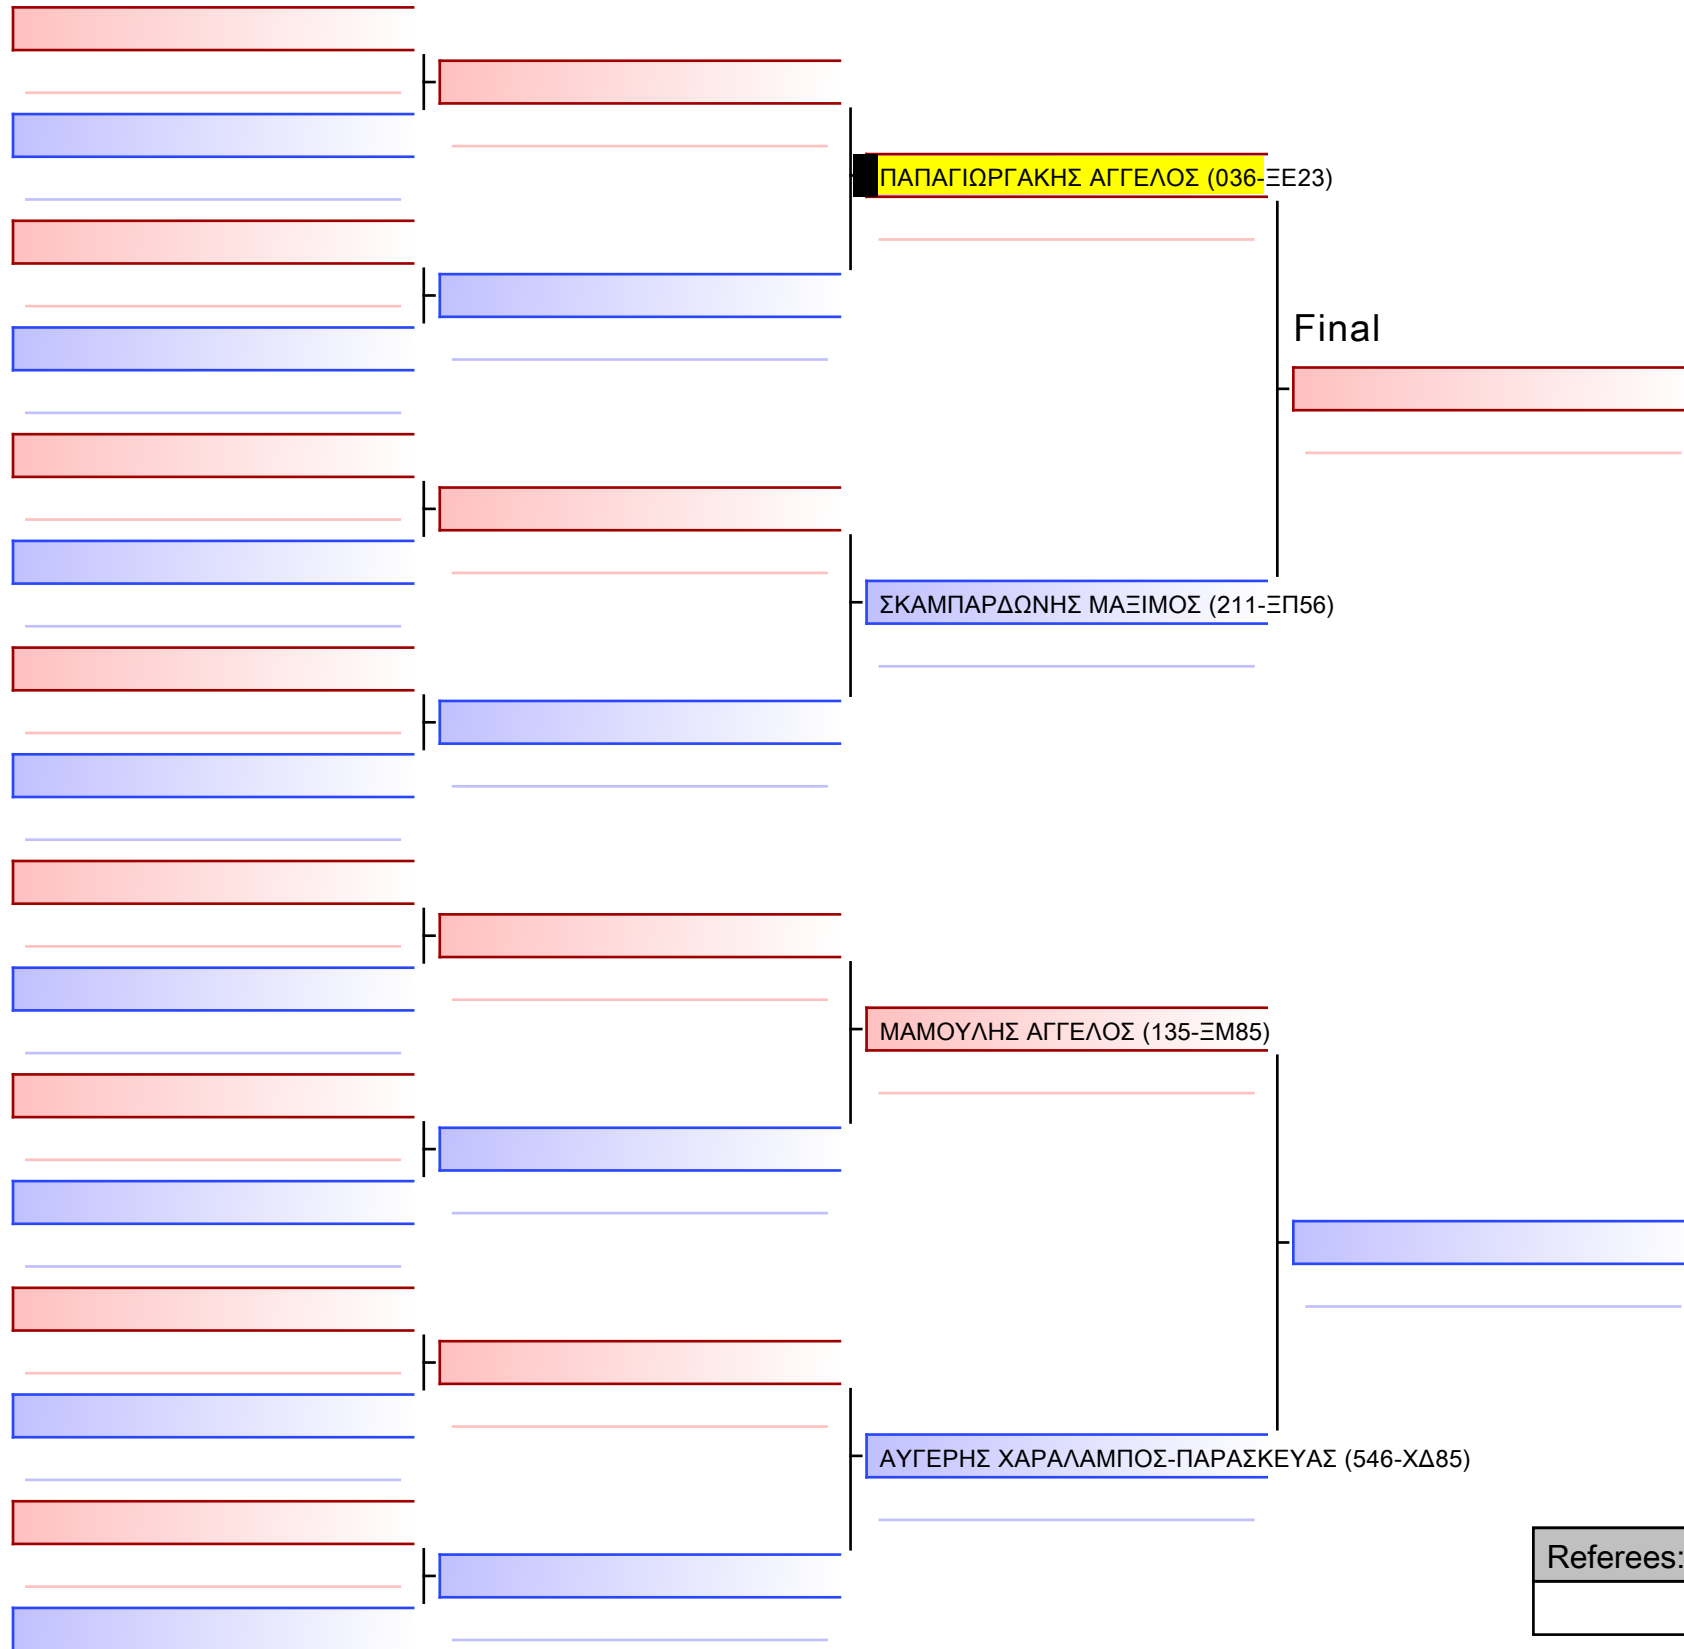 ΠΑΠΑΓΙΩΡΓΑΚΗΣ ΑΓΓΕΛΟΣ (036-ΞΕ23)
Final
ΣΚΑΜΠΑΡΔΩΝΗΣ ΜΑΞΙΜΟΣ (211-ΞΠ56)
ΜΑΜΟΥΛΗΣ ΑΓΓΕΛΟΣ (135-ΞΜ85)
ΑΥΓΕΡΗΣ ΧΑΡΑΛΑΜΠΟΣ-ΠΑΡΑΣΚΕΥΑΣ (546-ΧΔ85)
Referees: